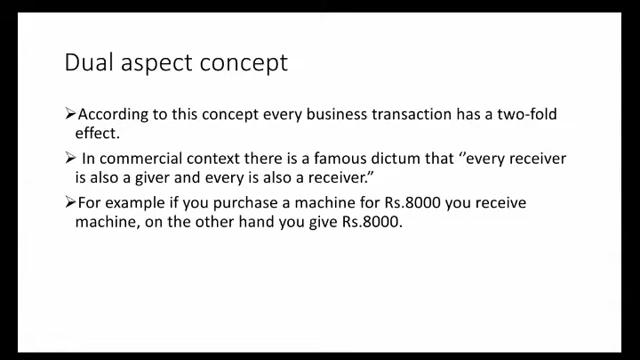 Dual aspect concept
➢According to this concept every business transaction has a two-fold
effect.
➢ In commercial context there is a famous dictum that “every receiver
is also a giver and every is also a receiver.”
➢For example if you purchase a machine for Rs.8000 you receive
machine, on the other hand you give Rs.8000.